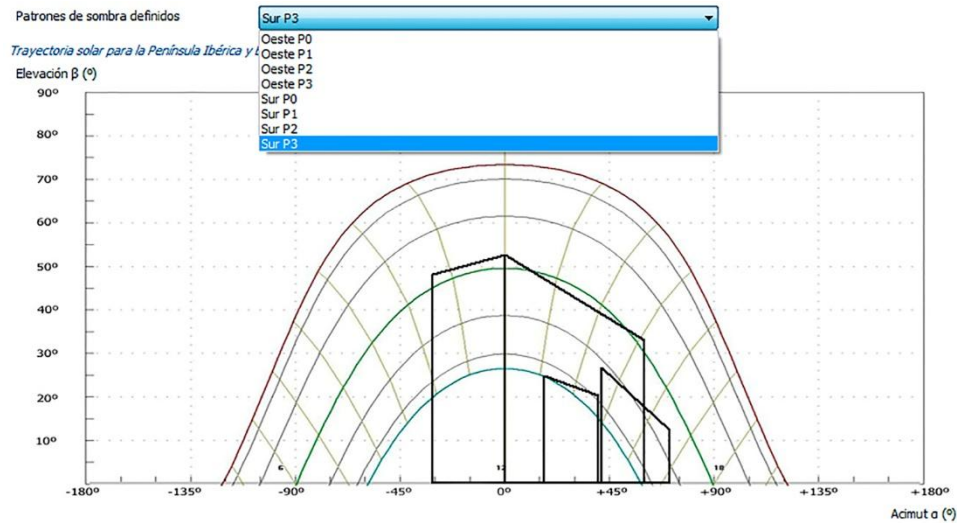 Patrones de sombra definidos
Sur P3
Trayectoria solar para la Península Ibérica y
Oeste P0
Oeste P1
Oeste P2
Oeste P3
Sur P0
Sur P1
Sur P2
Sur P3
Elevación β (º)
90º
80º
70º
60º
50º
40º
30º
20º
10º
6
12
18
-180º
-135º
-90º
-45º
0º
+45º
+90º
+135º
+180º
Acimut α (º)